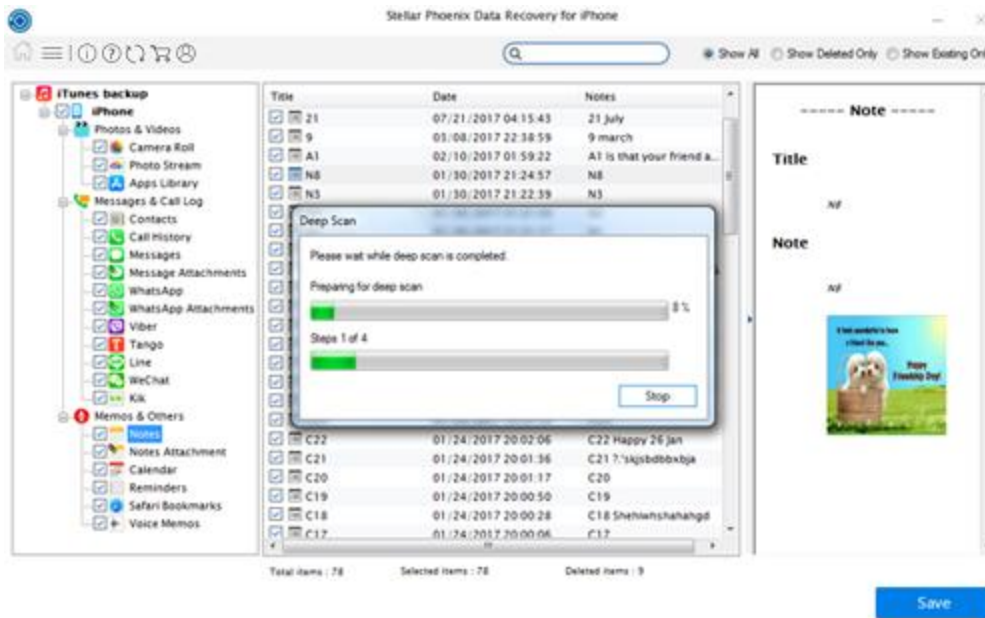 Stellar Phoenix Data Recovery for iPhone
Show All
Show Deleted Only
Show Existing Onl
iTunes backup
iPhone
Photos & Videos
Camera Roll
Photo Stream
Apps Library
Messages & Call Log
Contacts
Call History
Messages
Message Attachments
WhatsApp
WhatsApp Attachments
Viber
Tango
Line
WeChat
Kik
Memos & Others
Notes
Notes Attachment
Calendar
Reminders
Safari Bookmarks
Voice Memos
Title Date Notes
21 07/21/2017 04:15:43 21 July
9 03/08/2017 22:38:59 9 march
A1 02/10/2017 01:59:22 A1 Is that your friend a...
N8 01/30/2017 21:24:57 N8
N3 01/30/2017 21:22:39 N3
Deep Scan
Please wait while deep scan is completed.
Preparing for deep scan
8 %
Steps 1 of 4
Stop
C22 01/24/2017 20:02:06 C22 Happy 26 Jan
C21 01/24/2017 20:01:36 C21 ?.'skjsbdbbxbja
C20 01/24/2017 20:01:17 C20
C19 01/24/2017 20:00:50 C19
C18 01/24/2017 20:00:28 C18 Shehiwnshahangd
C17 01/24/2017 20:00:06 C17
----- Note -----
Title
N8
Note
N8
Happy
Friendship Day!
Total items : 78 Selected items : 78 Deleted items : 9
Save